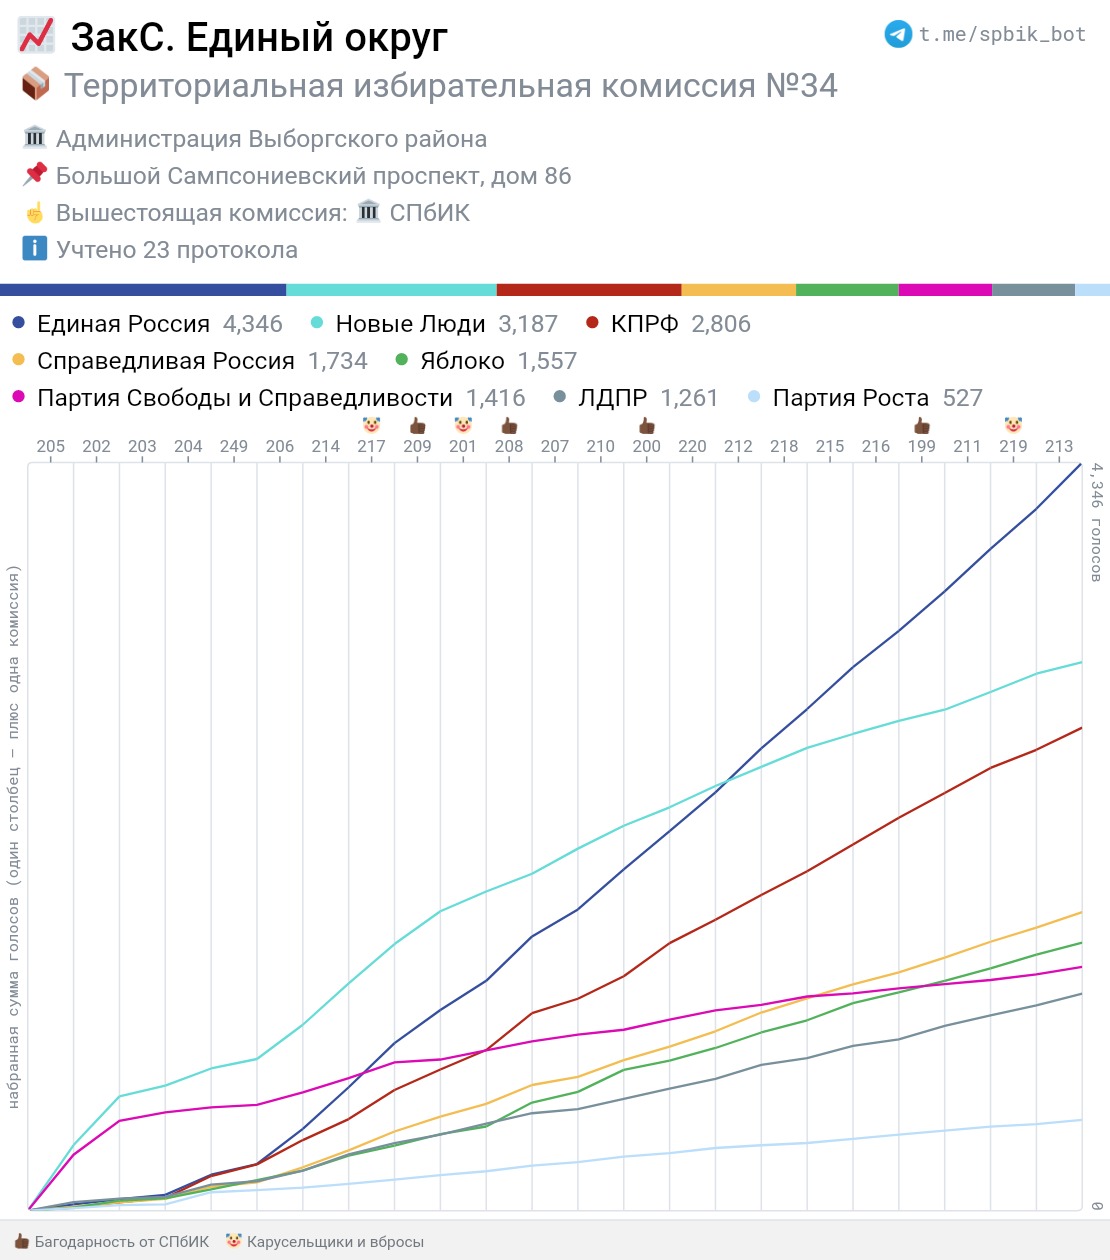 ЗакС. Единый округ
t.me/spbik_bot
Территориальная избирательная комиссия №34
Администрация Выборгского района
Большой Сампсониевский проспект, дом 86
Вышестоящая комиссия: СПбИК
Учтено 23 протокола
Единая Россия 4,346 Новые Люди 3,187 КПРФ 2,806
Справедливая Россия 1,734 Яблоко 1,557
Партия Свободы и Справедливости 1,416 ЛДПР 1,261 Партия Роста 527
205 202 203 204 249 206 214 217 209 201 208 207 210 200 220 212 218 215 216 199 211 219 213
4,346 голосов
набранная сумма голосов (один столбец – плюс одна комиссия)
0
Багодарность от СПбИК Карусельщики и вбросы